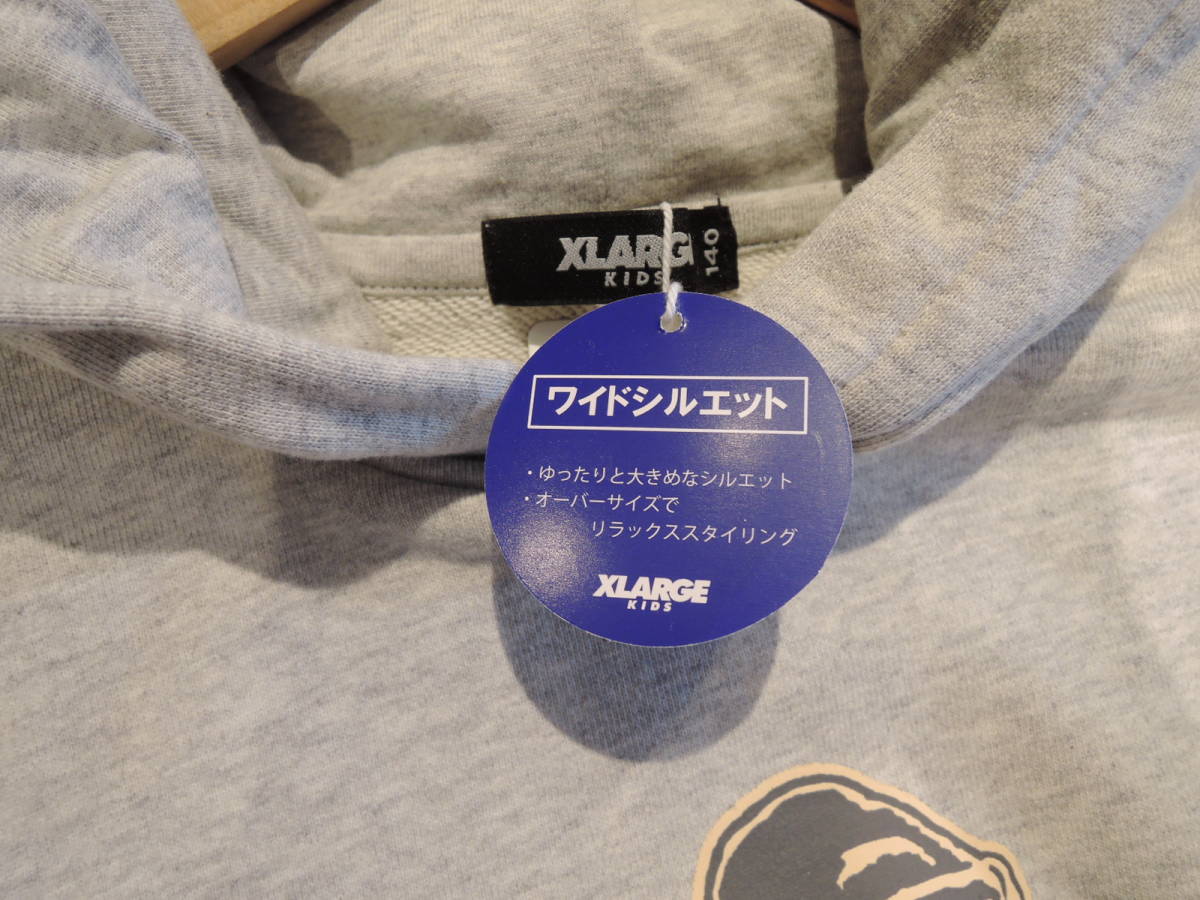 XLARG
KIDS
140
ワイドシルエット
・ゆったりと大きめなシルエット
・オーバーサイズで
リラックススタイリング
XLARGE
KIDS